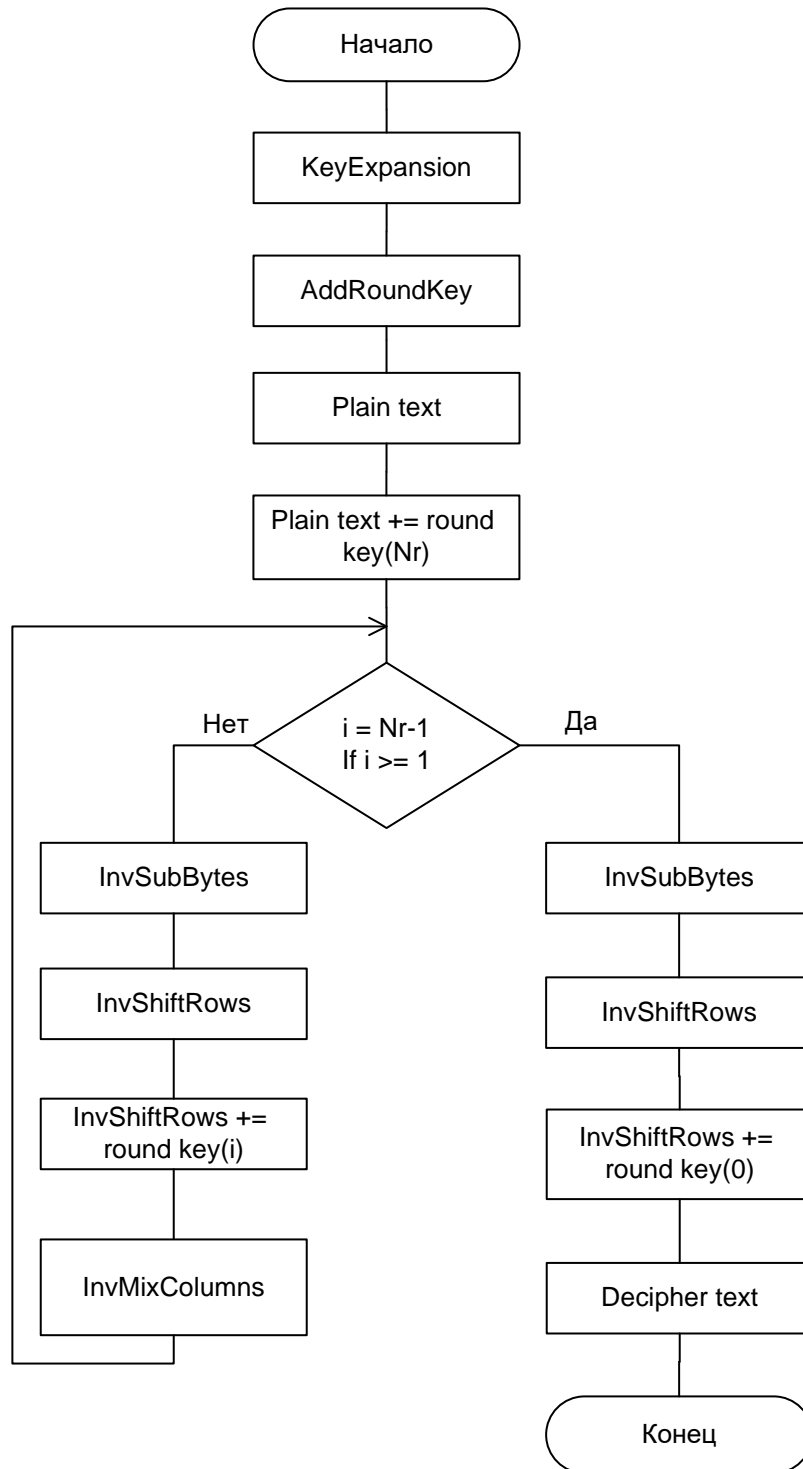 Начало
KeyExpansion
AddRoundKey
Plain text
Plain text += round
key(Nr)
Нет
i = Nr-1
If i >= 1
Да
InvSubBytes
InvShiftRows
InvShiftRows +=
round key(i)
InvMixColumns
InvSubBytes
InvShiftRows
InvShiftRows +=
round key(0)
Decipher text
Конец